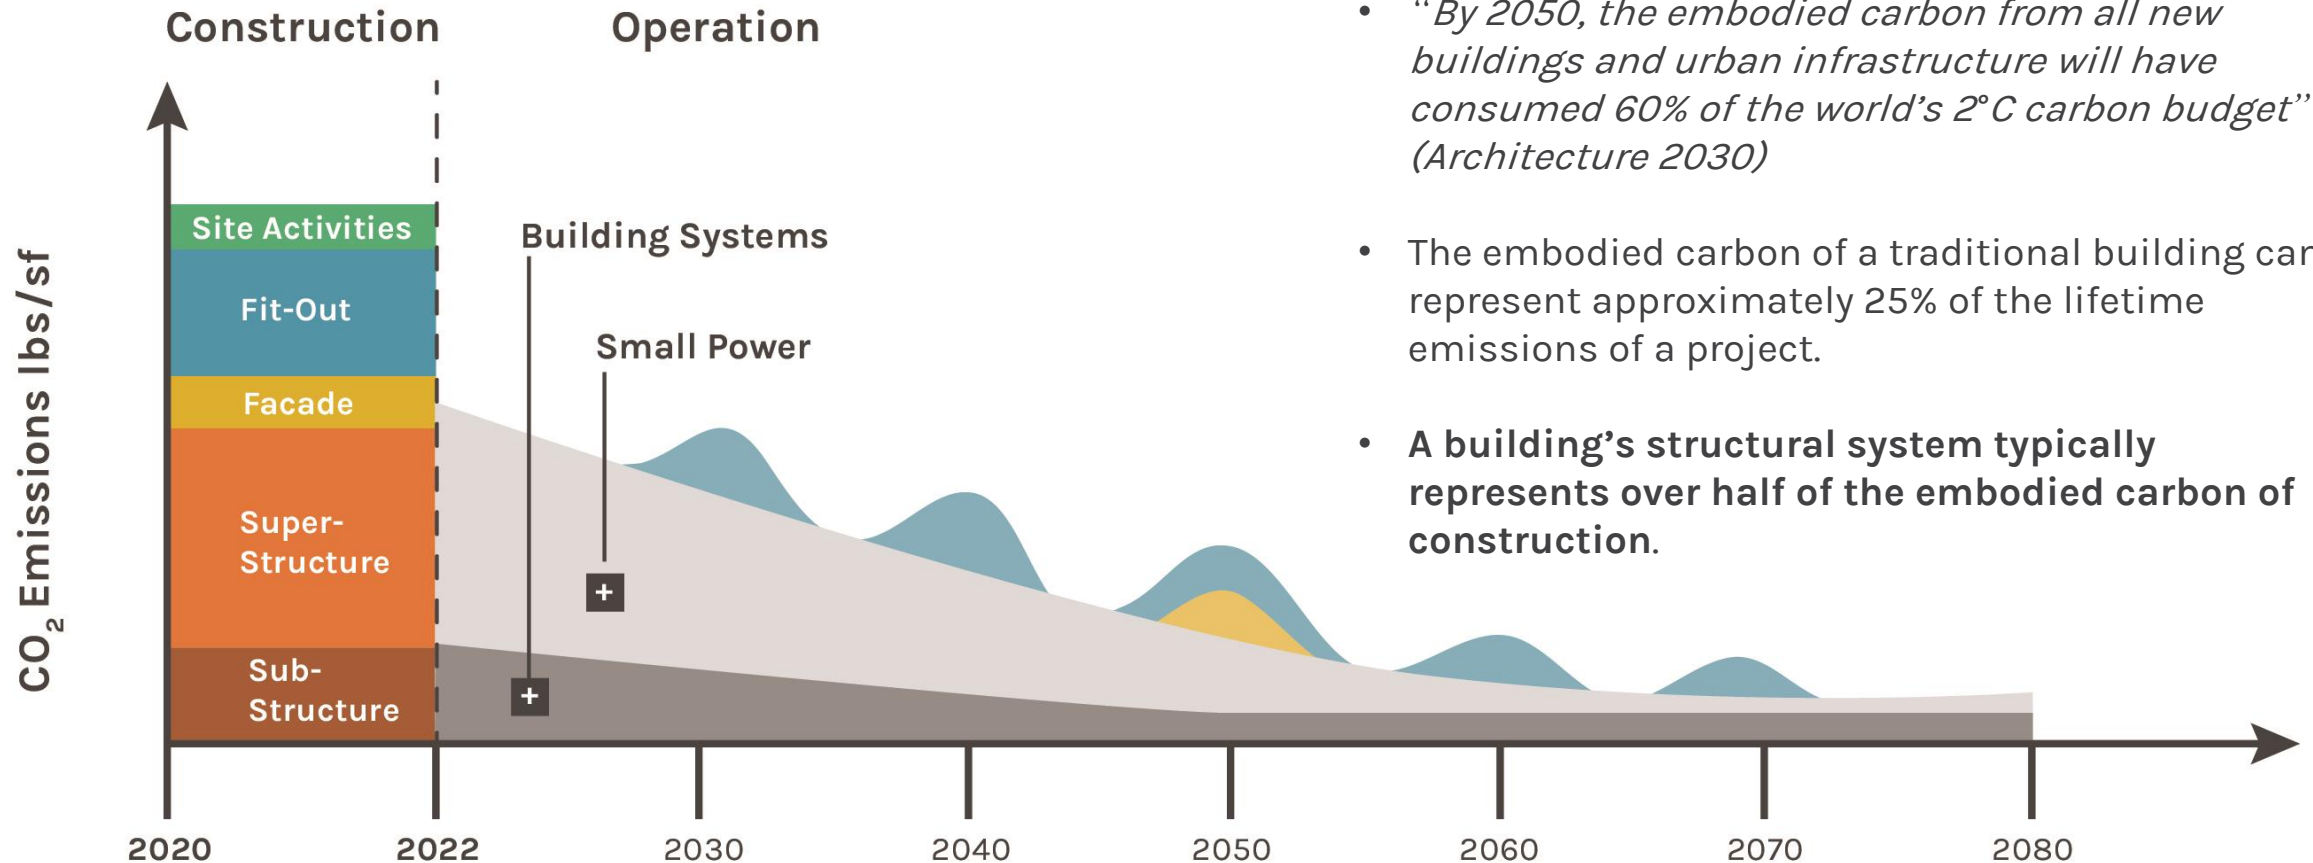 Construction
Operation
CO2 Emissions lbs/sf
Site Activities
Fit-Out
Facade
Super-
Structure
Sub-
Structure
Building Systems
Small Power
+
+
2020
2022
2030
2040
2050
2060
2070
2080
• “By 2050, the embodied carbon from all new
buildings and urban infrastructure will have
consumed 60% of the world’s 2°C carbon budget”
(Architecture 2030)
• The embodied carbon of a traditional building can
represent approximately 25% of the lifetime
emissions of a project.
• A building’s structural system typically
represents over half of the embodied carbon of
construction.